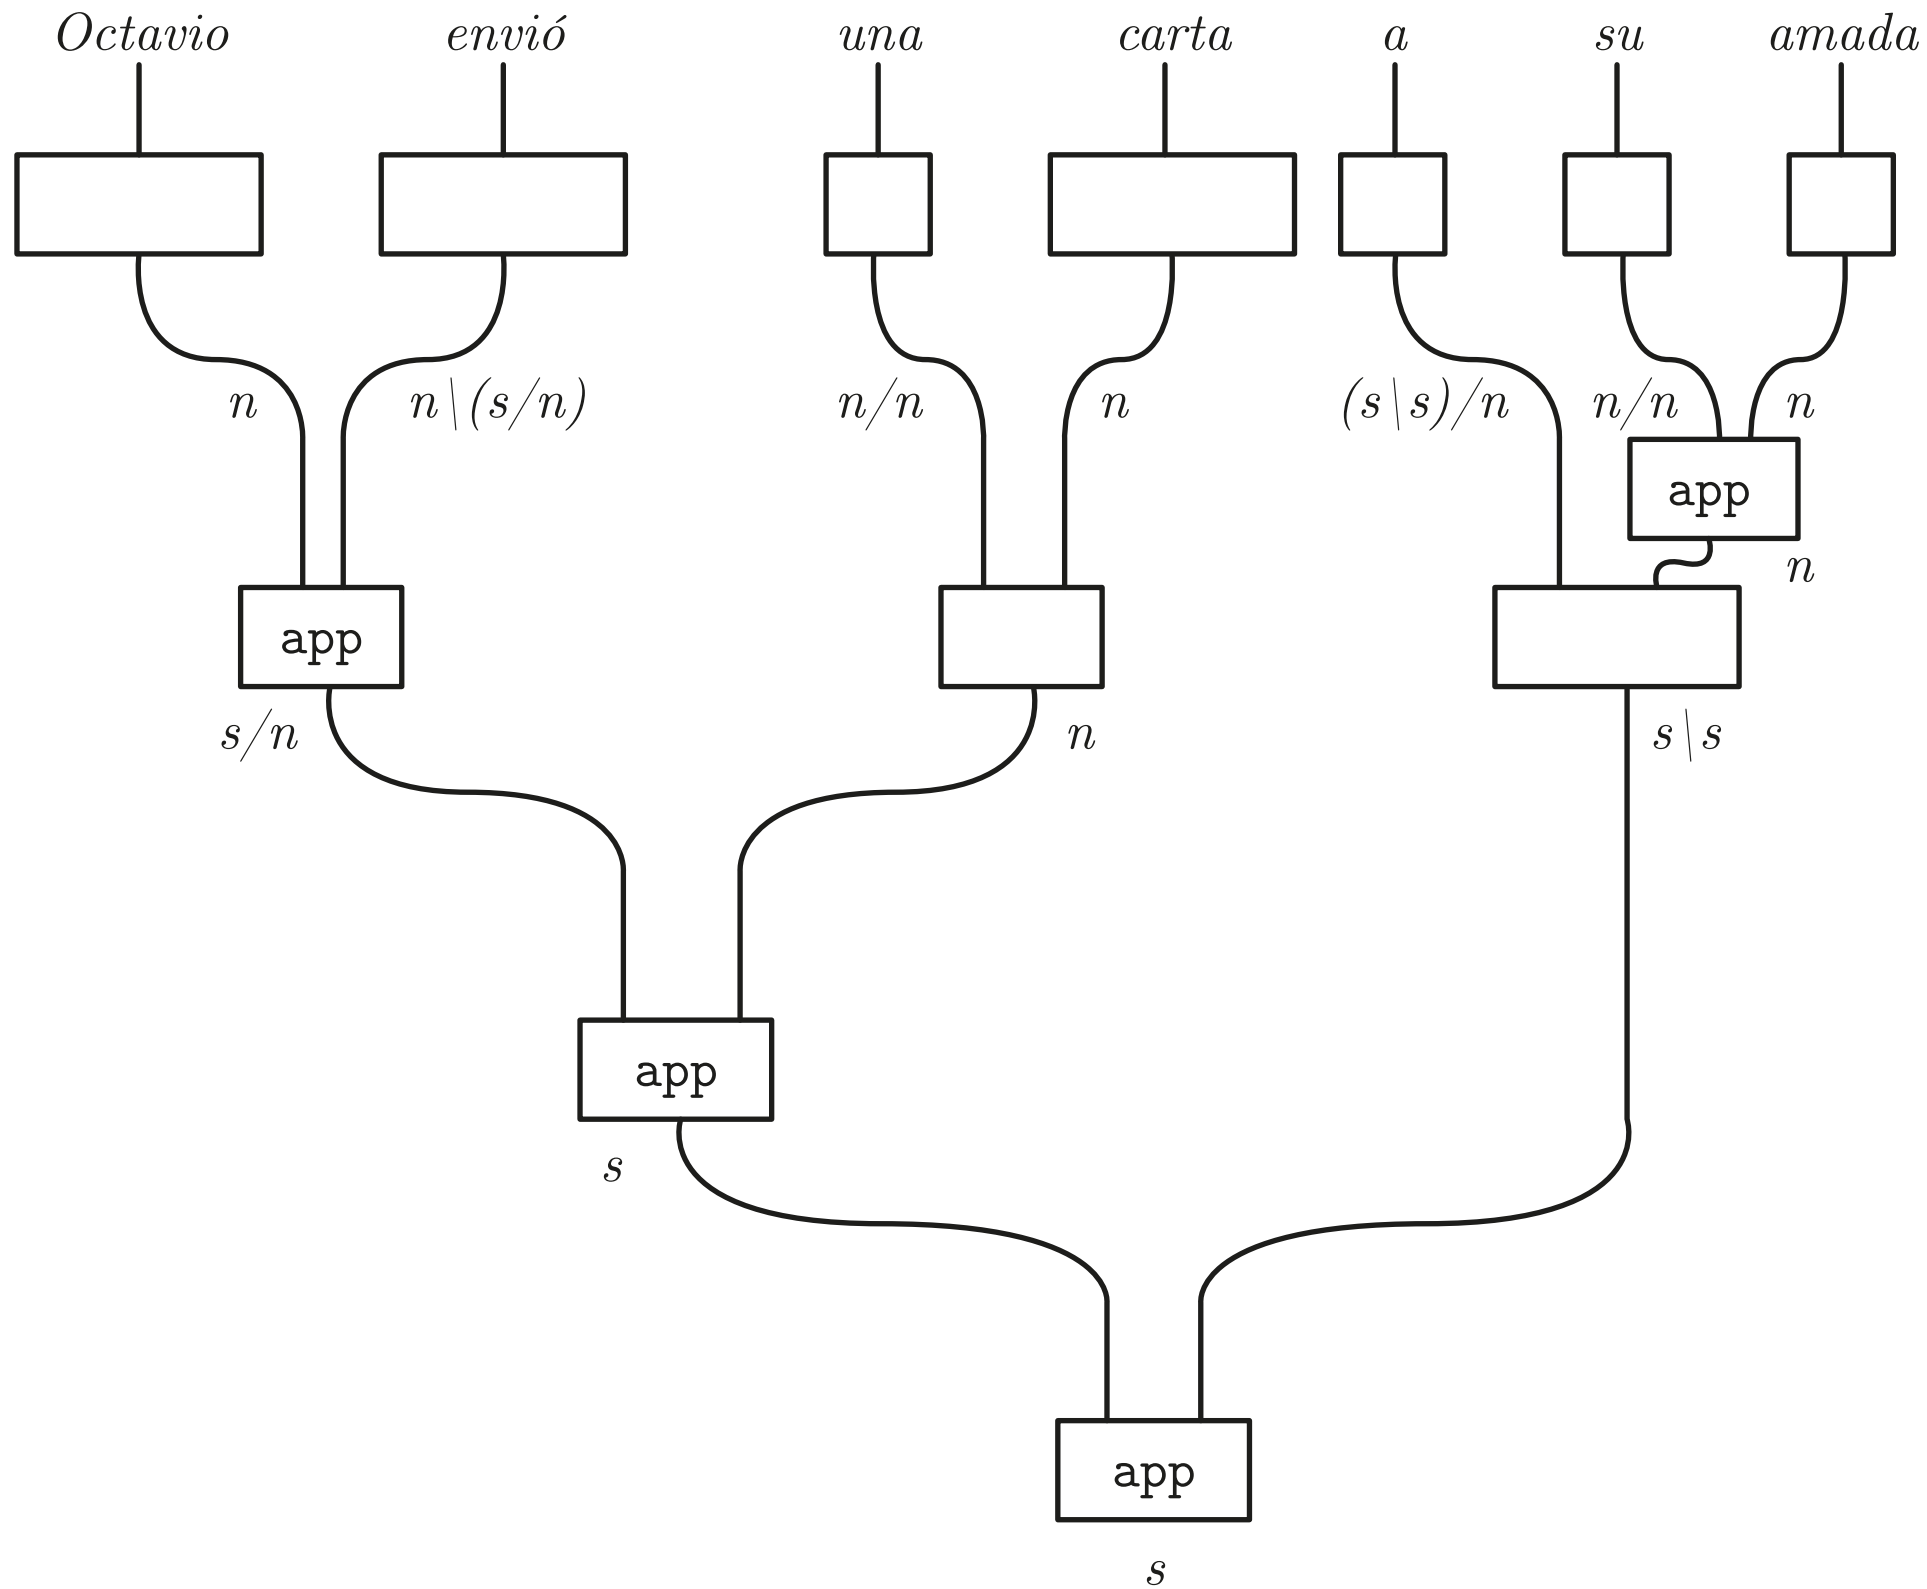 Octavio envió una carta a su amada
n n\(s/n) n/n n (s\s)/n n/n n
app
n
app
s/n n s\s
app
s
app
s